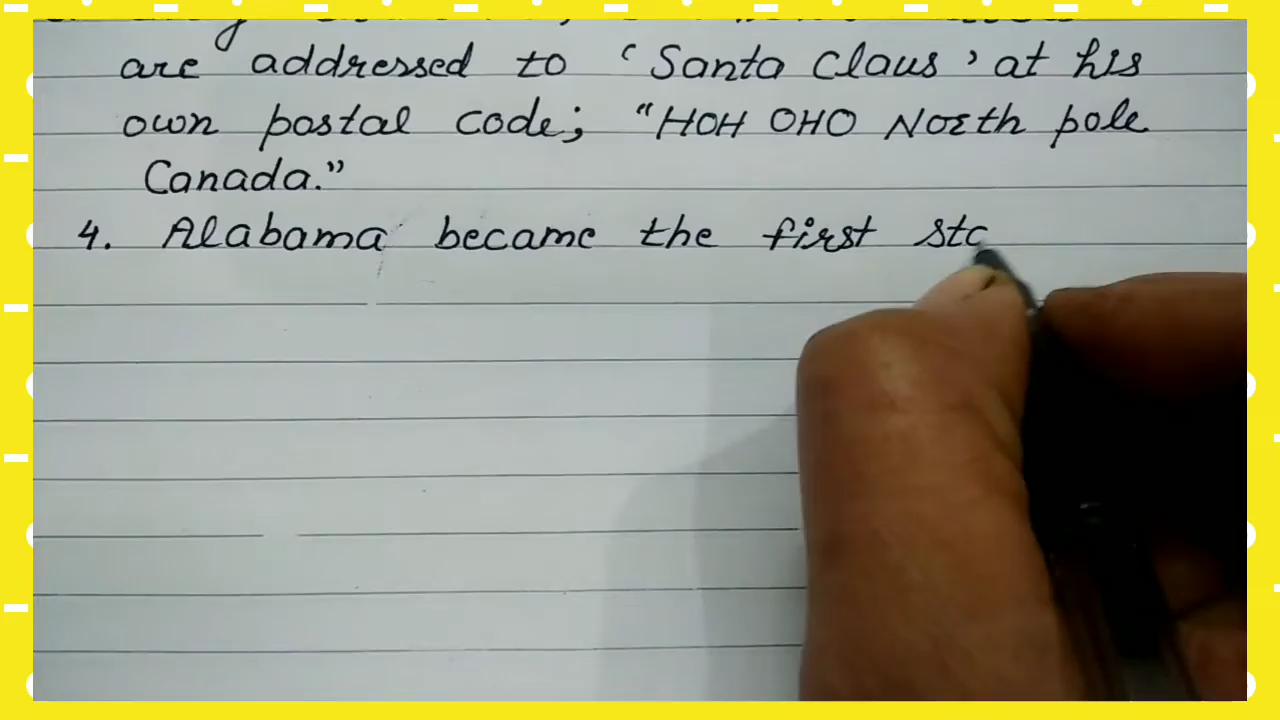 are addressed to ‘Santa Claus’ at his
own postal code; “HOH OHO North pole
Canada.”
4. Alabama became the first sta